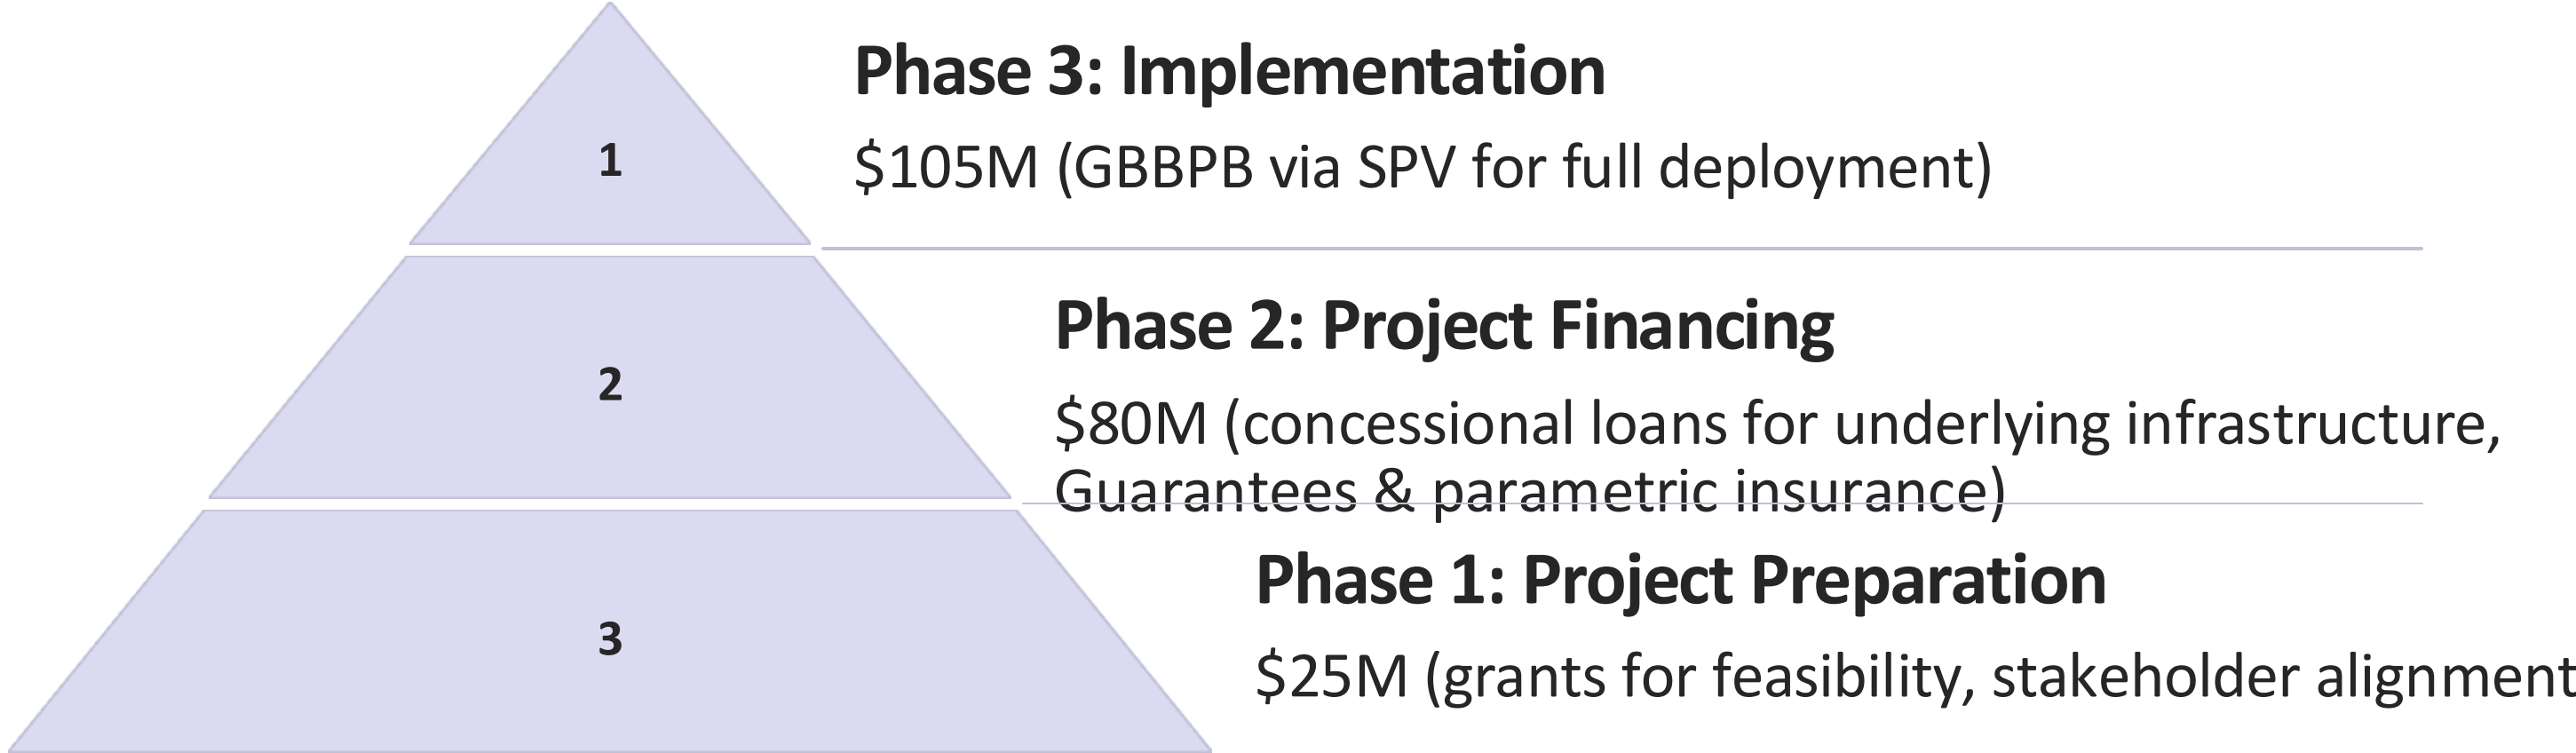 1
Phase 3: Implementation
$105M (GBBPB via SPV for full deployment)
2
Phase 2: Project Financing
$80M (concessional loans for underlying infrastructure,
Guarantees & parametric insurance)
3
Phase 1: Project Preparation
$25M (grants for feasibility, stakeholder alignment